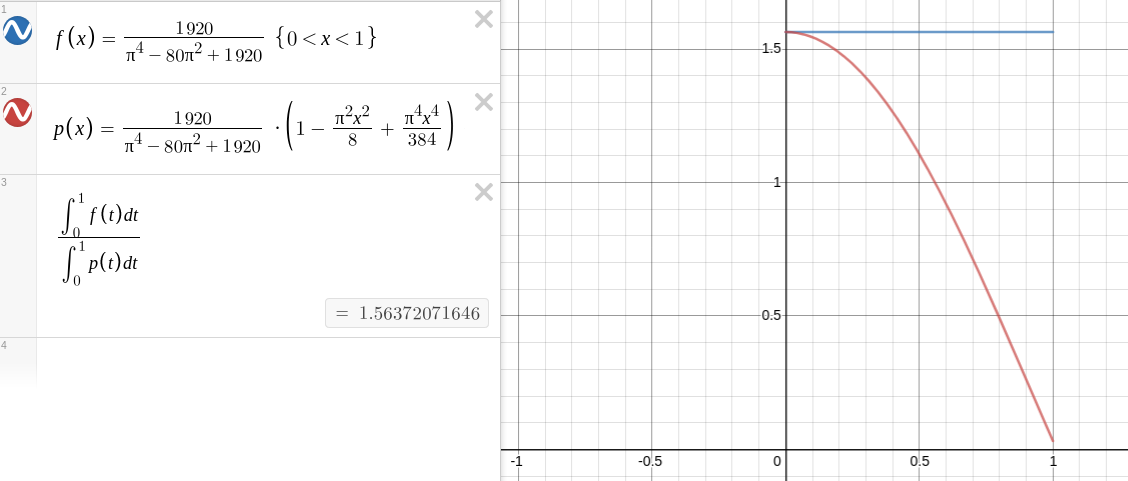 1
f(x) = 1920 / (π⁴ − 80π² + 1920) {0 < x < 1}
2
p(x) = 1920 / (π⁴ − 80π² + 1920) · (1 − π²x²/8 + π⁴x⁴/384)
3
∫₀¹ f(t)dt / ∫₀¹ p(t)dt
= 1.56372071646
4
1.5
1
0.5
-1 -0.5 0 0.5 1